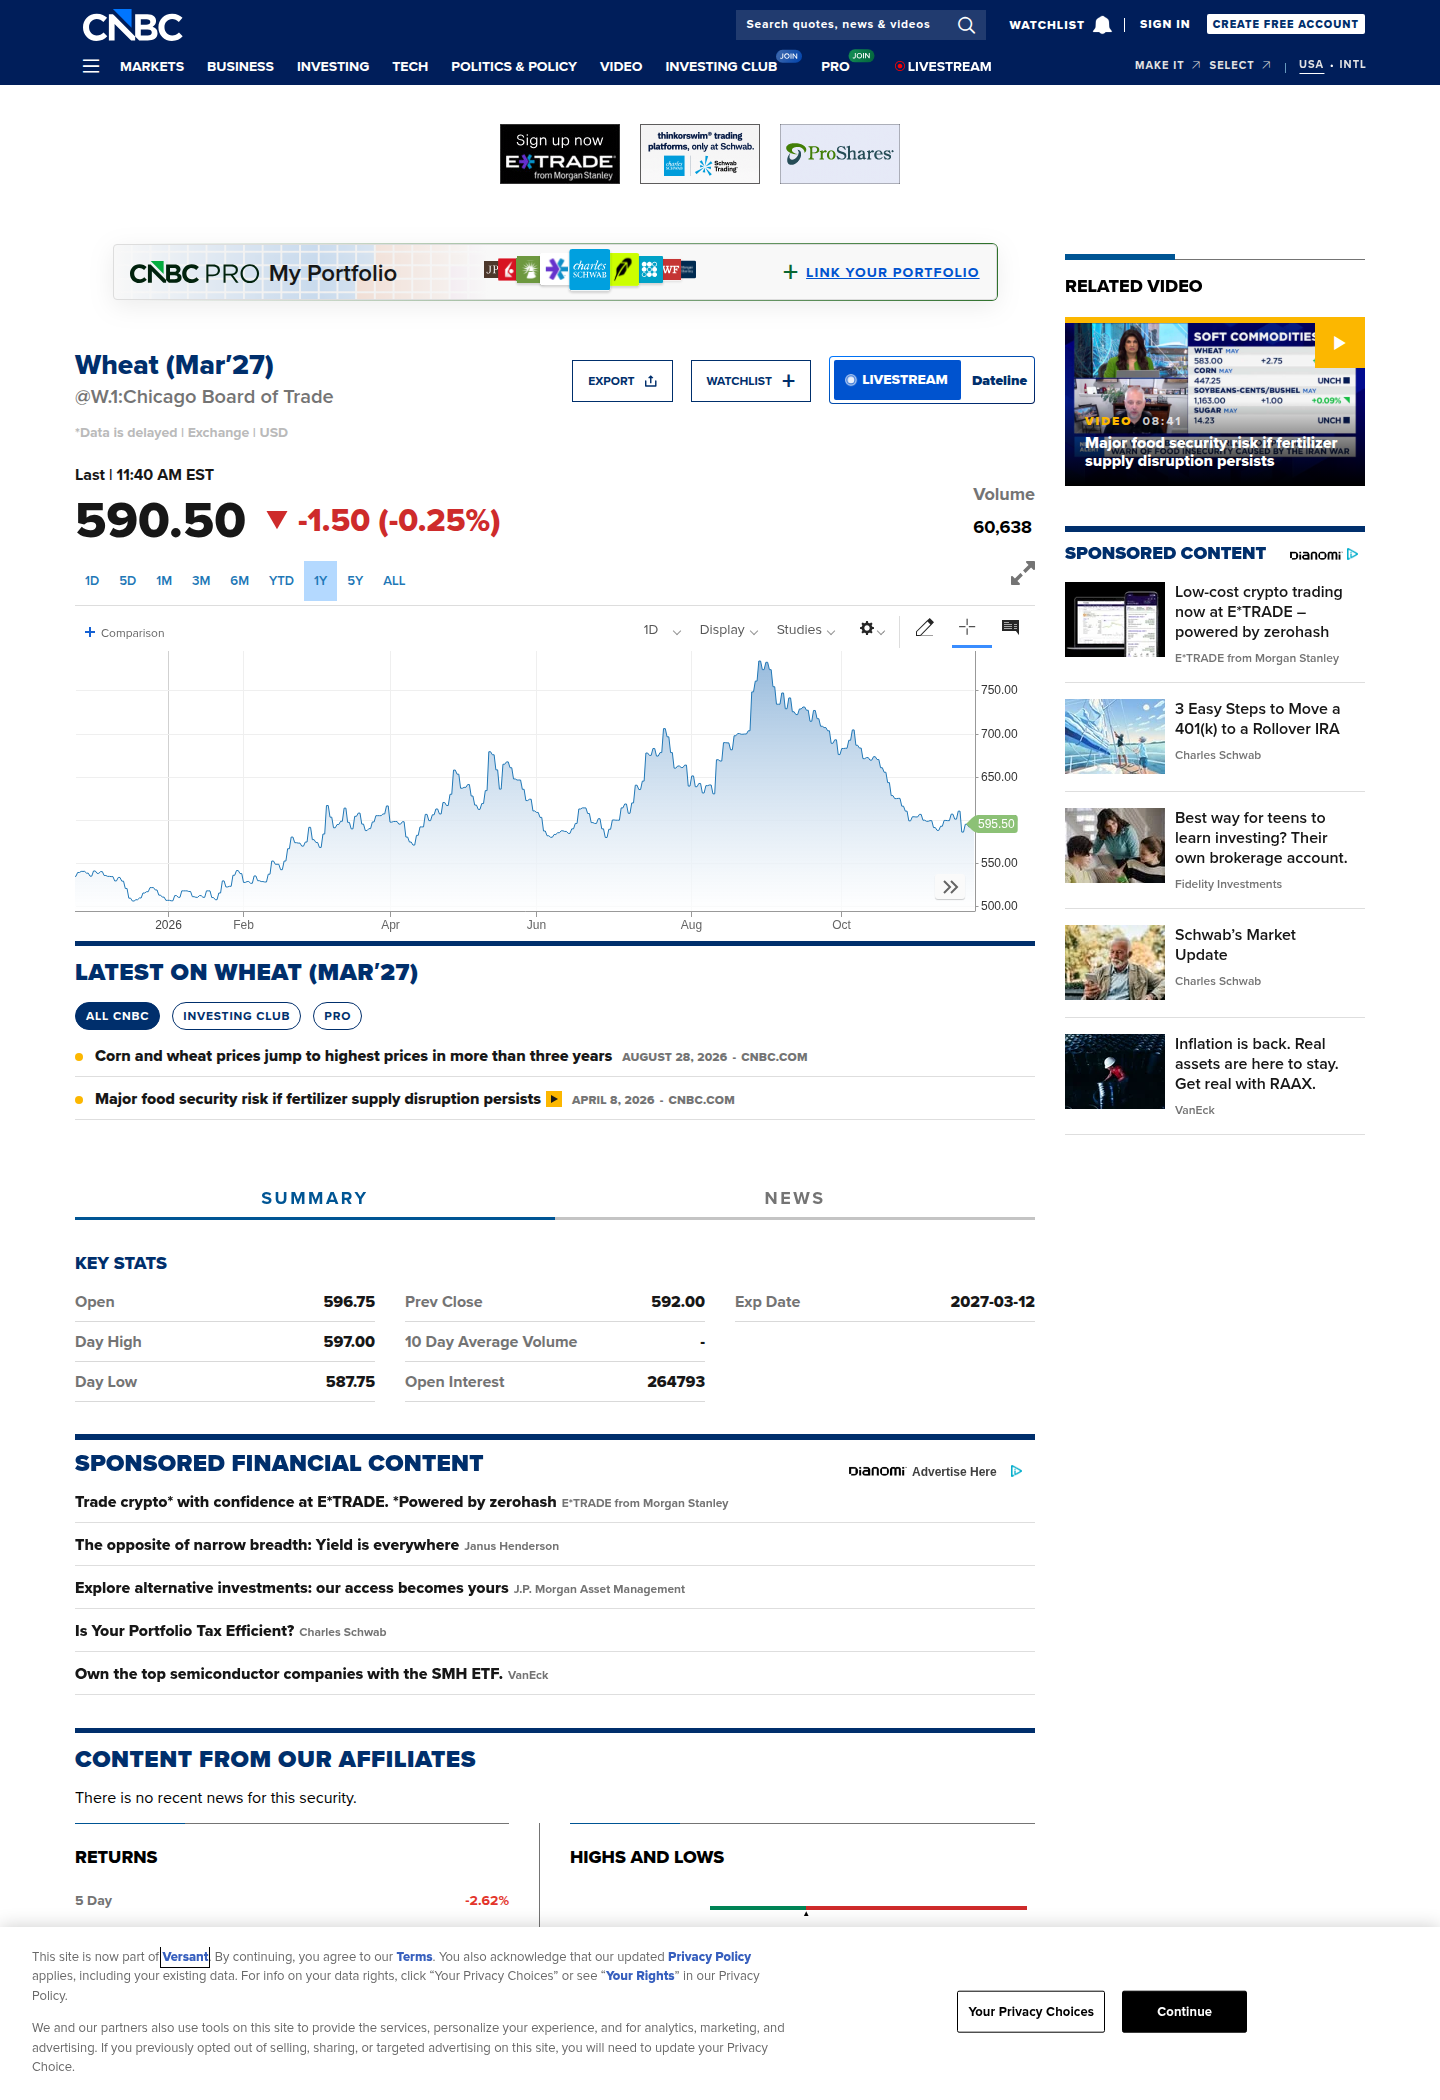 CNBC
Search quotes, news & videos
WATCHLIST
SIGN IN
CREATE FREE ACCOUNT
MARKETS
BUSINESS
INVESTING
TECH
POLITICS & POLICY
VIDEO
INVESTING CLUB
JOIN
PRO
JOIN
LIVESTREAM
MAKE IT
SELECT
USA • INTL
Sign up now
E*TRADE
from Morgan Stanley
thinkorswim® trading
platforms, only at Schwab.
charles
SCHWAB
Schwab
Trading
ProShares
CNBC PRO My Portfolio
charles
SCHWAB
+ LINK YOUR PORTFOLIO
Wheat (Mar'27)
@W.1:Chicago Board of Trade
*Data is delayed | Exchange | USD
EXPORT
WATCHLIST +
LIVESTREAM
Dateline
Last | 11:40 AM EST
590.50 ▼ -1.50 (-0.25%)
Volume
60,638
1D 5D 1M 3M 6M YTD 1Y 5Y ALL
+ Comparison
1D
Display
Studies
750.00
700.00
650.00
595.50
550.00
500.00
2026 Feb Apr Jun Aug Oct
LATEST ON WHEAT (MAR'27)
ALL CNBC
INVESTING CLUB
PRO
Corn and wheat prices jump to highest prices in more than three years AUGUST 28, 2026 - CNBC.COM
Major food security risk if fertilizer supply disruption persists APRIL 8, 2026 - CNBC.COM
SUMMARY
NEWS
KEY STATS
Open 596.75
Prev Close 592.00
Exp Date 2027-03-12
Day High 597.00
10 Day Average Volume -
Day Low 587.75
Open Interest 264793
SPONSORED FINANCIAL CONTENT
Dianomi Advertise Here
Trade crypto* with confidence at E*TRADE. *Powered by zerohash E*TRADE from Morgan Stanley
The opposite of narrow breadth: Yield is everywhere Janus Henderson
Explore alternative investments: our access becomes yours J.P. Morgan Asset Management
Is Your Portfolio Tax Efficient? Charles Schwab
Own the top semiconductor companies with the SMH ETF. VanEck
CONTENT FROM OUR AFFILIATES
There is no recent news for this security.
RETURNS
5 Day -2.62%
HIGHS AND LOWS
RELATED VIDEO
SOFT COMMODITIES
WHEAT MAY
583.00 +2.75
CORN MAY
447.25 UNCH
SOYBEANS-CENTS/BUSHEL MAY
1,163.00 +1.00 +0.09%
SUGAR MAY
14.23 UNCH
VIDEO 08:41
WARN OF FOOD INSECURITY CAUSED BY THE IRAN WAR
Major food security risk if fertilizer
supply disruption persists
SPONSORED CONTENT
Dianomi
Low-cost crypto trading
now at E*TRADE –
powered by zerohash
E*TRADE from Morgan Stanley
3 Easy Steps to Move a
401(k) to a Rollover IRA
Charles Schwab
Best way for teens to
learn investing? Their
own brokerage account.
Fidelity Investments
Schwab's Market
Update
Charles Schwab
Inflation is back. Real
assets are here to stay.
Get real with RAAX.
VanEck
This site is now part of Versant. By continuing, you agree to our Terms. You also acknowledge that our updated Privacy Policy
applies, including your existing data. For info on your data rights, click “Your Privacy Choices” or see “Your Rights” in our Privacy
Policy.
We and our partners also use tools on this site to provide the services, personalize your experience, and for analytics, marketing, and
advertising. If you previously opted out of selling, sharing, or targeted advertising on this site, you will need to update your Privacy
Choice.
Your Privacy Choices
Continue